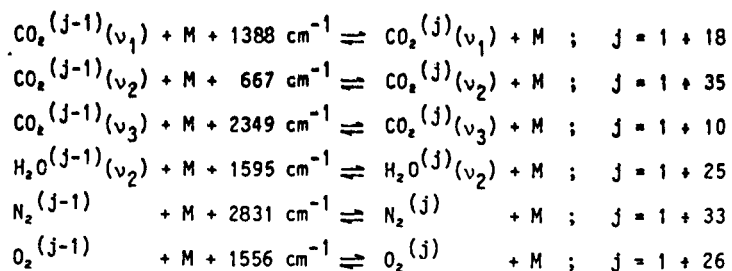 CO₂⁽ʲ⁻¹⁾(ν₁) + M + 1388 cm⁻¹ ⇌ CO₂⁽ʲ⁾(ν₁) + M ; j = 1 + 18
CO₂⁽ʲ⁻¹⁾(ν₂) + M + 667 cm⁻¹ ⇌ CO₂⁽ʲ⁾(ν₂) + M ; j = 1 + 35
CO₂⁽ʲ⁻¹⁾(ν₃) + M + 2349 cm⁻¹ ⇌ CO₂⁽ʲ⁾(ν₃) + M ; j = 1 + 10
H₂O⁽ʲ⁻¹⁾(ν₂) + M + 1595 cm⁻¹ ⇌ H₂O⁽ʲ⁾(ν₂) + M ; j = 1 + 25
N₂⁽ʲ⁻¹⁾ + M + 2831 cm⁻¹ ⇌ N₂⁽ʲ⁾ + M ; j = 1 + 33
O₂⁽ʲ⁻¹⁾ + M + 1556 cm⁻¹ ⇌ O₂⁽ʲ⁾ + M ; j = 1 + 26